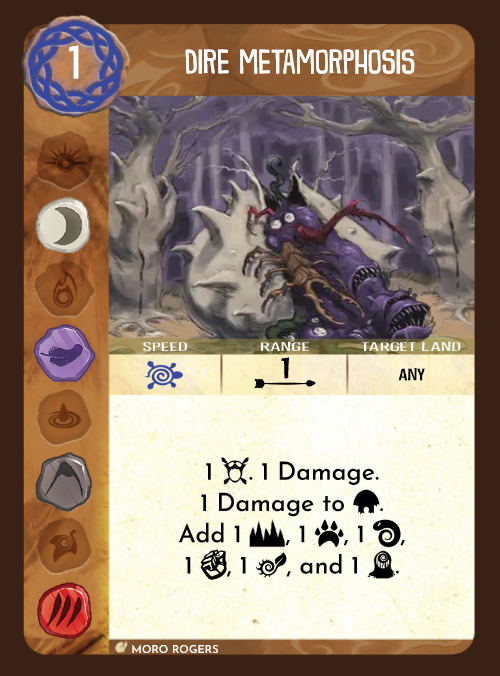 1
DIRE METAMORPHOSIS
SPEED RANGE TARGET LAND
1 ANY
1 . 1 Damage.
1 Damage to .
Add 1 , 1 , 1 ,
1 , 1 , and 1 .
MORO ROGERS